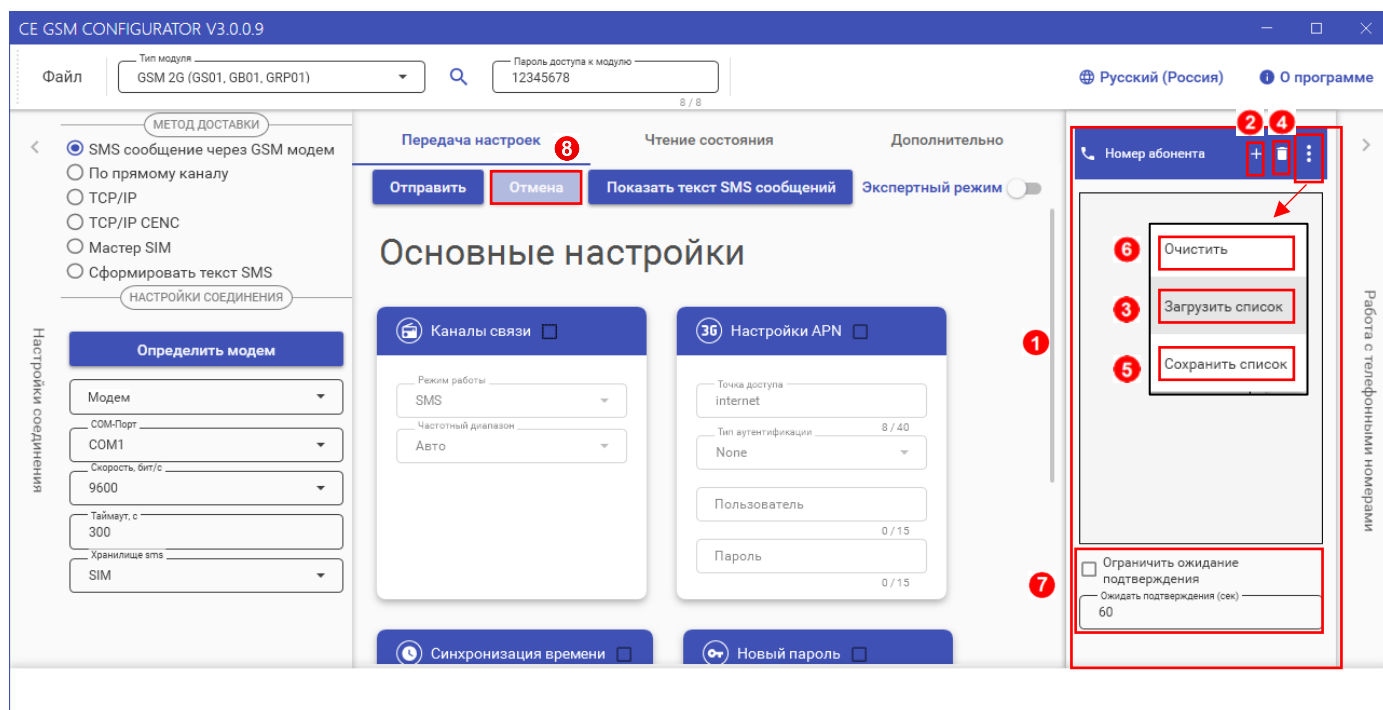 CE GSM CONFIGURATOR V3.0.0.9
Файл
Тип модуля
GSM 2G (GS01, GB01, GRP01)
Пароль доступа к модулю
12345678
8 / 8
Русский (Россия)
О программе
МЕТОД ДОСТАВКИ
SMS сообщение через GSM модем
По прямому каналу
TCP/IP
TCP/IP CENC
Мастер SIM
Сформировать текст SMS
НАСТРОЙКИ СОЕДИНЕНИЯ
Настройки соединения
Определить модем
Модем
COM-Порт
COM1
Скорость, бит/с
9600
Таймаут, с
300
Хранилище sms
SIM
Передача настроек
8
Чтение состояния
Дополнительно
Отправить
Отмена
Показать текст SMS сообщений
Экспертный режим
Основные настройки
Каналы связи
Режим работы
SMS
Частотный диапазон
Авто
3G Настройки APN
Точка доступа
internet
8 / 40
Тип аутентификации
None
Пользователь
0 / 15
Пароль
0 / 15
Синхронизация времени
Новый пароль
1
2
4
Номер абонента
6
Очистить
3
Загрузить список
5
Сохранить список
7
Ограничить ожидание
подтверждения
Ожидать подтверждения (сек)
60
Работа с телефонными номерами